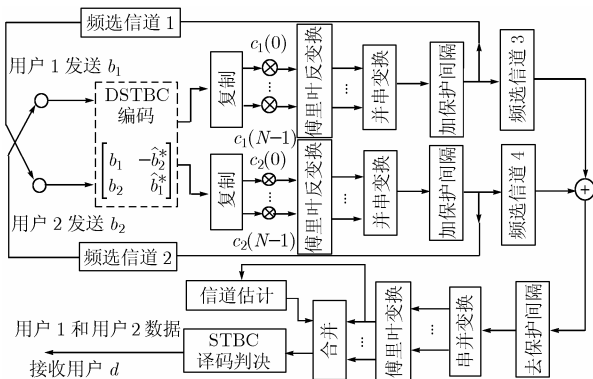 频选信道 1
用户 1 发送 b₁
DSTBC
编码
[b₁ -b̂₂*]
[b₂ b̂₁*]
用户 2 发送 b₂
频选信道 2
复制
c₁(0)
...
c₁(N−1)
傅里叶反变换
...
并串变换
加保护间隔
频选信道 3
复制
c₂(0)
...
c₂(N−1)
傅里叶反变换
...
并串变换
加保护间隔
频选信道 4
+
去保护间隔
串并变换
...
傅里叶变换
...
合并
信道估计
STBC
译码判决
用户 1 和用户 2 数据
接收用户 d